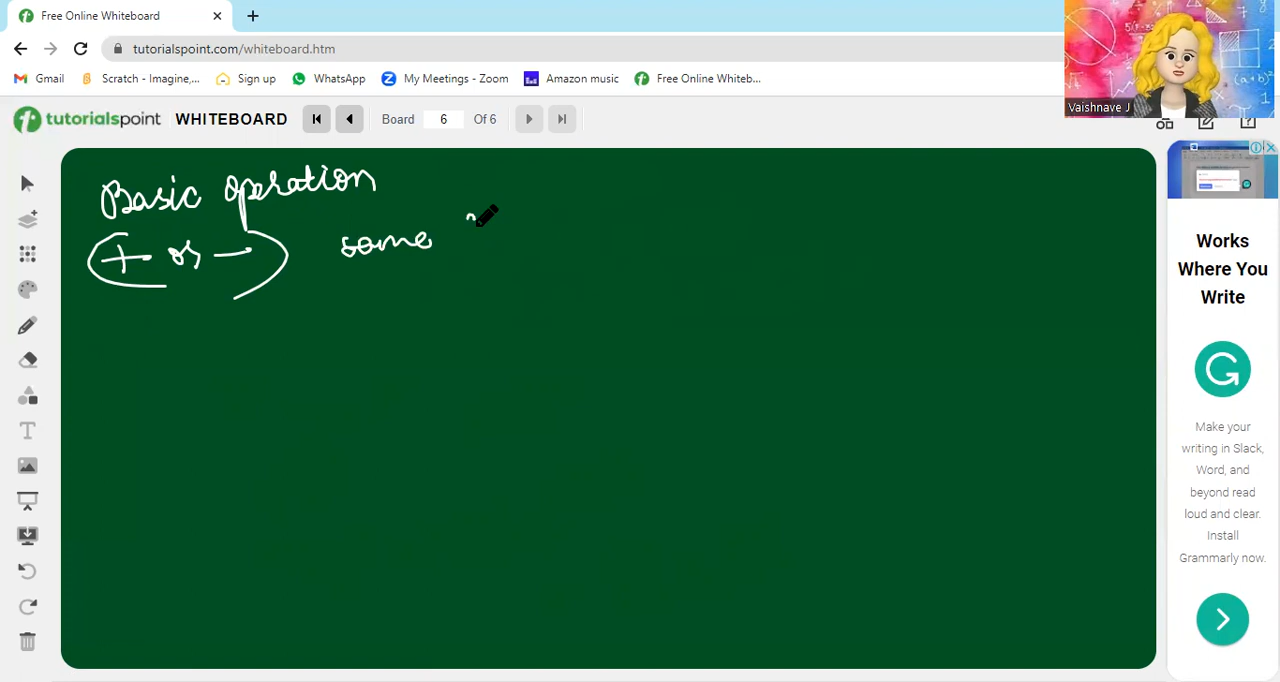 Free Online Whiteboard
tutorialspoint.com/whiteboard.htm
Gmail Scratch - Imagine,... Sign up WhatsApp My Meetings - Zoom Amazon music Free Online Whiteb...
Vaishnave J
tutorialspoint WHITEBOARD Board 6 Of 6
Basic operation
+ or - some
Works
Where You
Write
Make your
writing in Slack,
Word, and
beyond read
loud and clear.
Install
Grammarly now.